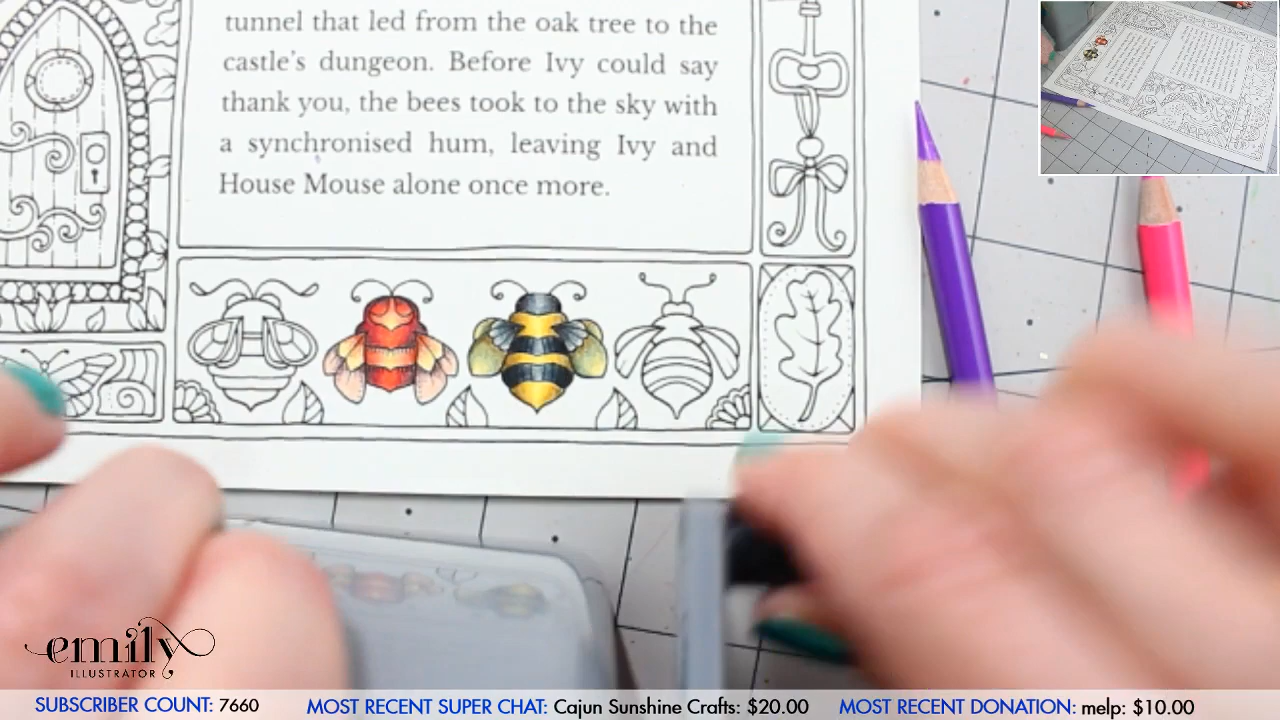 tunnel that led from the oak tree to the
castle's dungeon. Before Ivy could say
thank you, the bees took to the sky with
a synchronised hum, leaving Ivy and
House Mouse alone once more.
emily
ILLUSTRATOR
SUBSCRIBER COUNT: 7660
MOST RECENT SUPER CHAT: Cajun Sunshine Crafts: $20.00
MOST RECENT DONATION: melp: $10.00